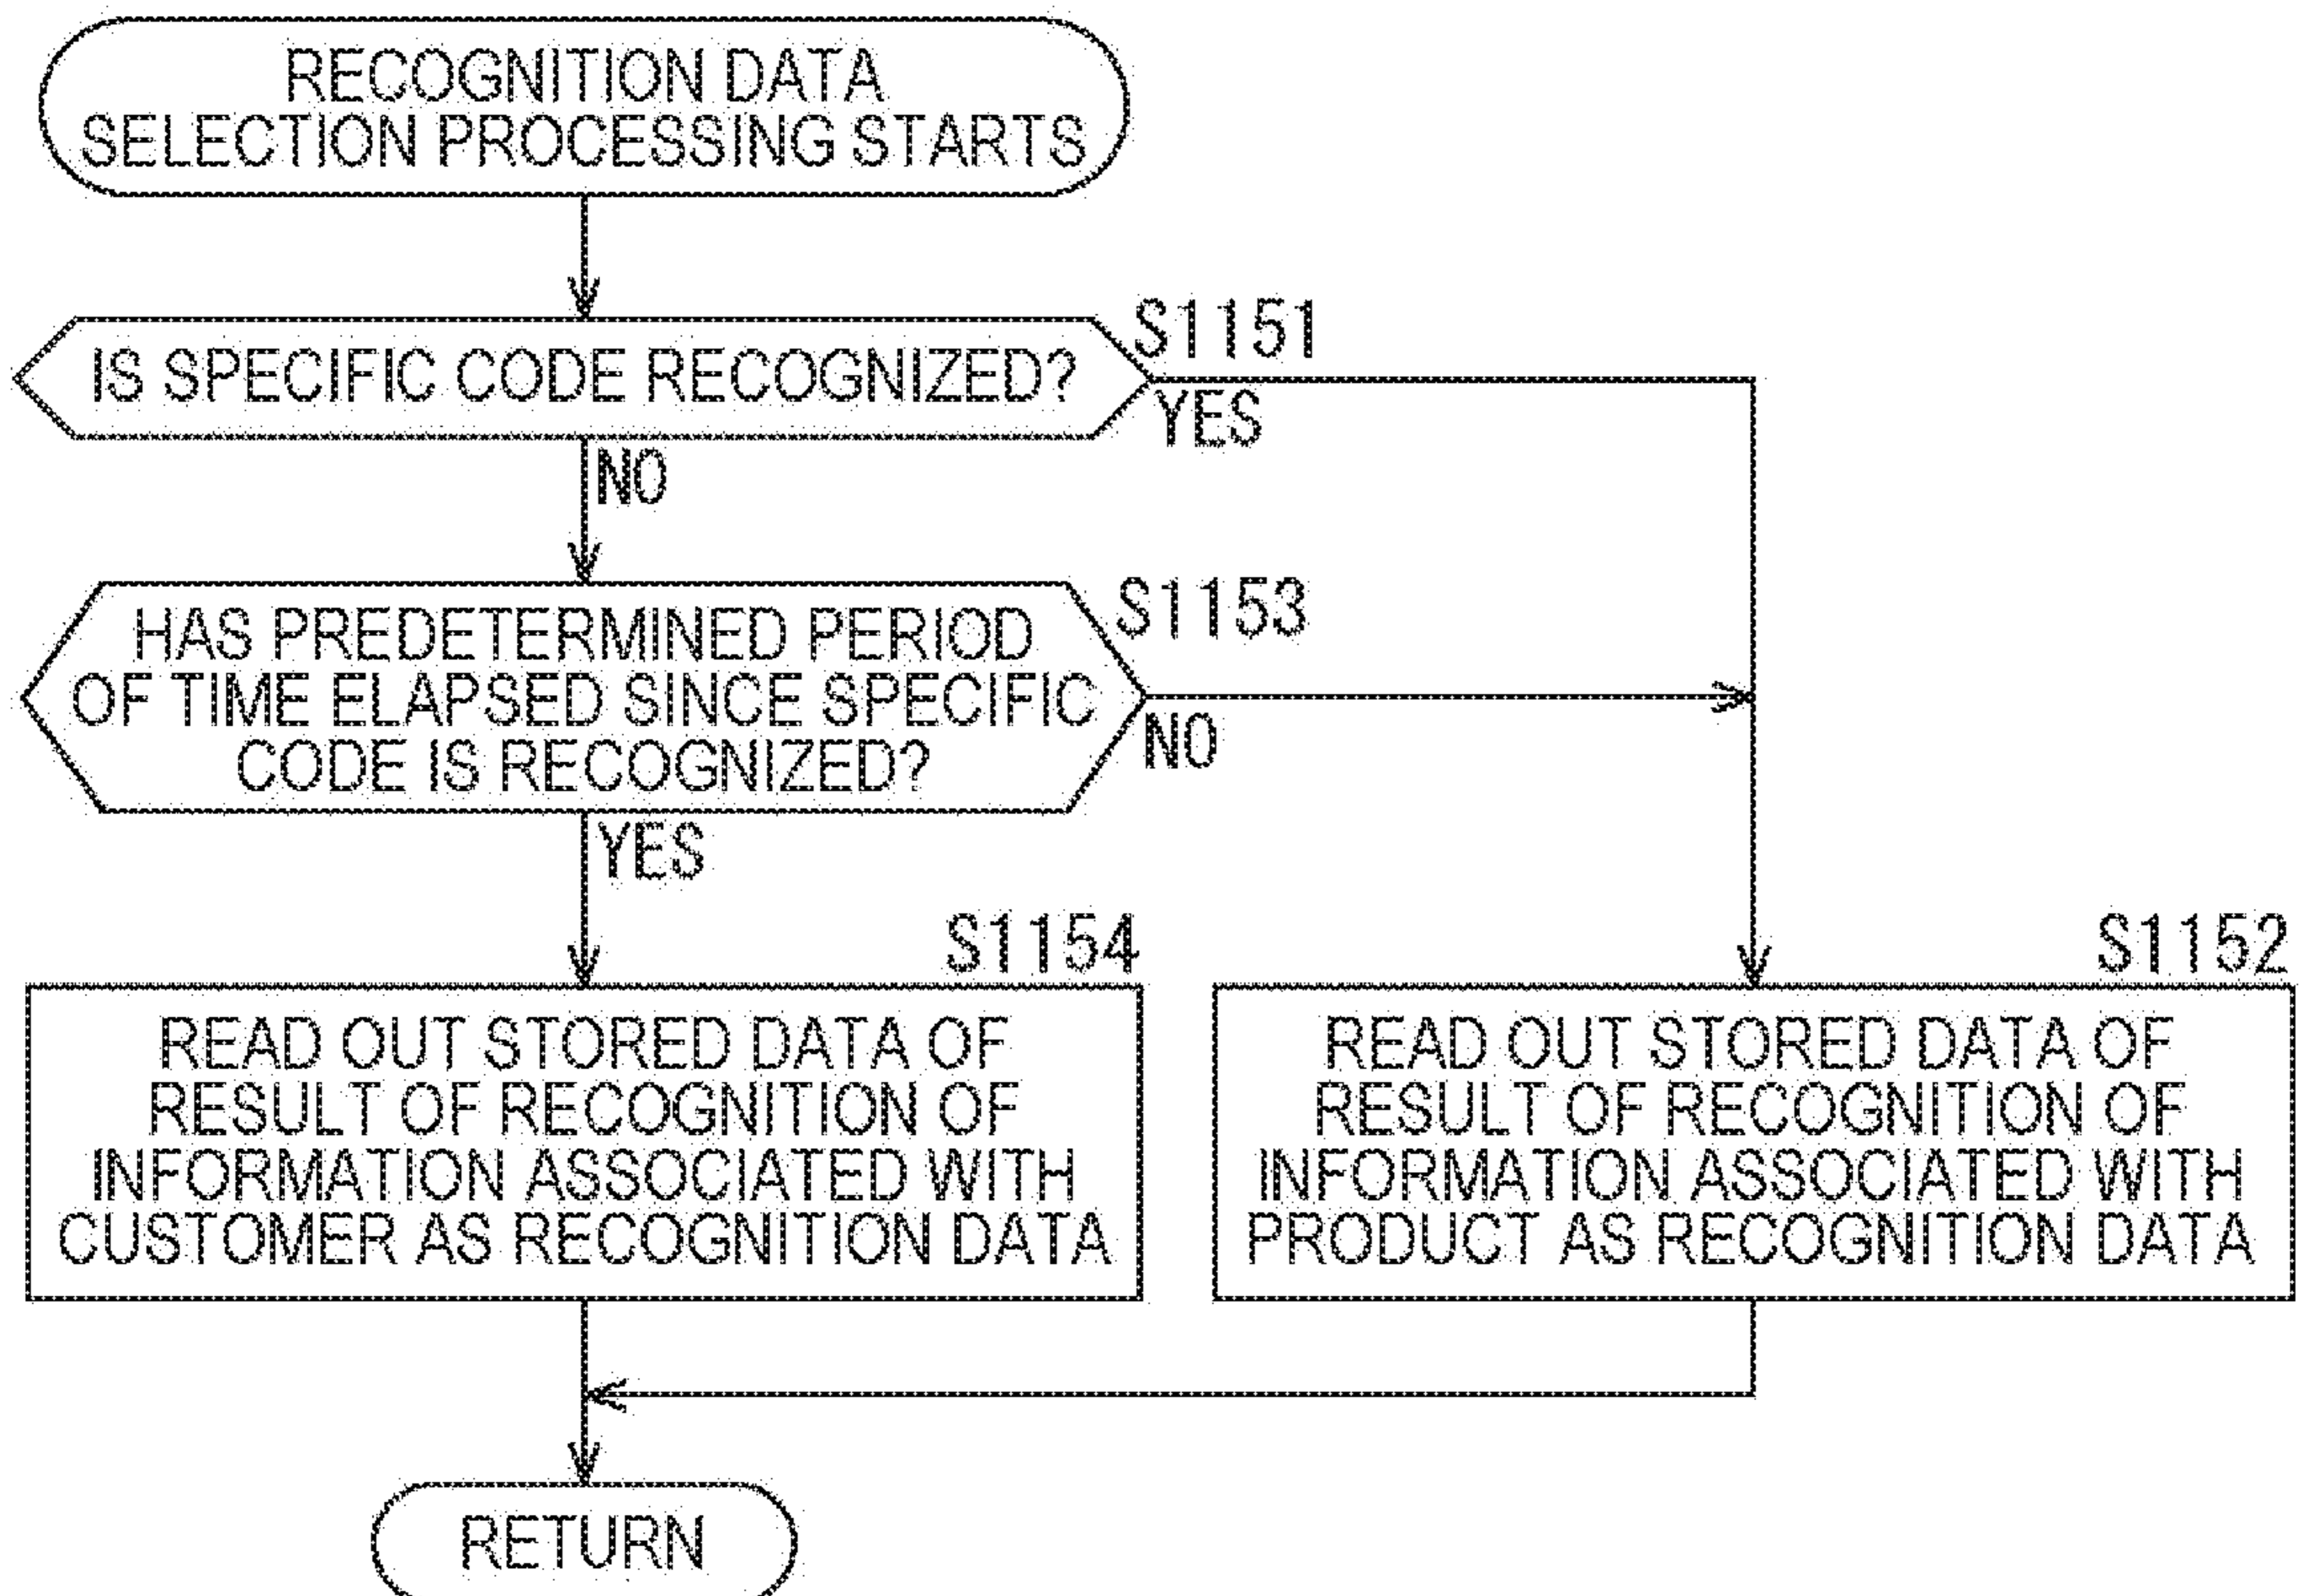 RECOGNITION DATA
SELECTION PROCESSING STARTS
S1151
IS SPECIFIC CODE RECOGNIZED?
YES
NO
S1153
HAS PREDETERMINED PERIOD
OF TIME ELAPSED SINCE SPECIFIC
CODE IS RECOGNIZED?
NO
YES
S1154
READ OUT STORED DATA OF
RESULT OF RECOGNITION OF
INFORMATION ASSOCIATED WITH
CUSTOMER AS RECOGNITION DATA
S1152
READ OUT STORED DATA OF
RESULT OF RECOGNITION OF
INFORMATION ASSOCIATED WITH
PRODUCT AS RECOGNITION DATA
RETURN